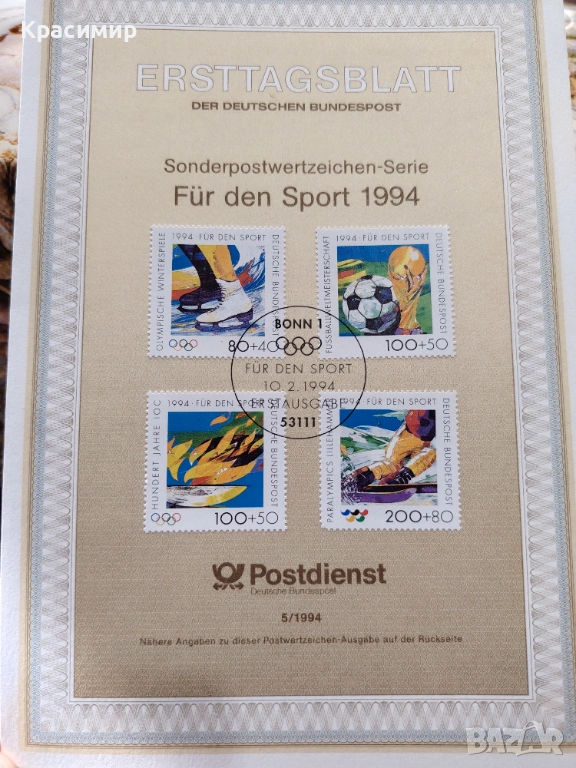 Красимир
ERSTTAGSBLATT
DER DEUTSCHEN BUNDESPOST
Sonderpostwertzeichen-Serie
Für den Sport 1994
1994 · FÜR DEN SPORT
OLYMPISCHE WINTERSPIELE
DEUTSCHE BUNDESPOST
80+40
1994 · FÜR DEN SPORT
FUSSBALLWELTMEISTERSCHAFT
DEUTSCHE BUNDESPOST
100+50
BONN 1
FÜR DEN SPORT
10.2.1994
ERSTAUSGABE
53111
1994 · FÜR DEN SPORT
HUNDERT JAHRE IOC
DEUTSCHE BUNDESPOST
100+50
1994 · FÜR DEN SPORT
PARALYMPICS LILLEHAMMER
DEUTSCHE BUNDESPOST
200+80
Postdienst
Deutsche Bundespost
5/1994
Nähere Angaben zu dieser Postwertzeichen-Ausgabe auf der Rückseite
BAZAR